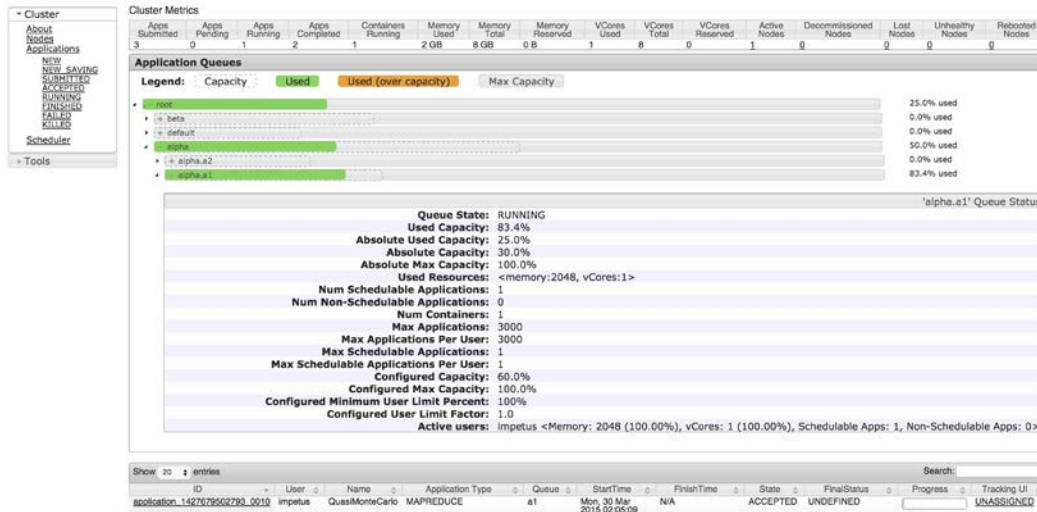 Cluster
About
Nodes
Applications
NEW
NEW_SAVING
SUBMITTED
ACCEPTED
RUNNING
FINISHED
FAILED
KILLED
Scheduler
Tools
Cluster Metrics
Apps Submitted Apps Pending Apps Running Apps Completed Containers Running Memory Used Memory Total Memory Reserved VCores Used VCores Total VCores Reserved Active Nodes Decommissioned Nodes Lost Nodes Unhealthy Nodes Rebooted Nodes
3 0 1 2 1 2 GB 8 GB 0 B 1 8 0 1 0 0 0 0
Application Queues
Legend: Capacity Used Used (over capacity) Max Capacity
- root 25.0% used
+ beta 0.0% used
+ default 0.0% used
- alpha 50.0% used
+ alpha.a2 0.0% used
- alpha.a1 83.4% used
'alpha.a1' Queue Status
Queue State: RUNNING
Used Capacity: 83.4%
Absolute Used Capacity: 25.0%
Absolute Capacity: 30.0%
Absolute Max Capacity: 100.0%
Used Resources: <memory:2048, vCores:1>
Num Schedulable Applications: 1
Num Non-Schedulable Applications: 0
Num Containers: 1
Max Applications: 3000
Max Applications Per User: 3000
Max Schedulable Applications: 1
Max Schedulable Applications Per User: 1
Configured Capacity: 60.0%
Configured Max Capacity: 100.0%
Configured Minimum User Limit Percent: 100%
Configured User Limit Factor: 1.0
Active users: impetus <Memory: 2048 (100.00%), vCores: 1 (100.00%), Schedulable Apps: 1, Non-Schedulable Apps: 0>
Show 20 entries Search:
ID User Name Application Type Queue StartTime FinishTime State FinalStatus Progress Tracking UI
application_1427679502793_0010 impetus QuasiMonteCarlo MAPREDUCE a1 Mon, 30 Mar N/A ACCEPTED UNDEFINED UNASSIGNED
2015 02:05:09